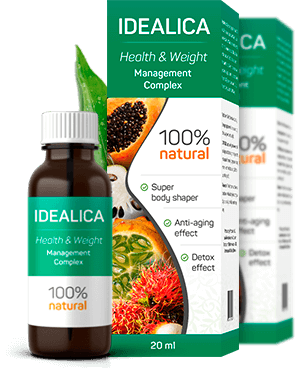 IDEALICA
Health & Weight
Management
Complex
100%
natural
Super
body shaper
Anti-aging
effect
Detox
effect
20 ml
IDEALICA
Health & Weight
Management
Complex
100%
natural